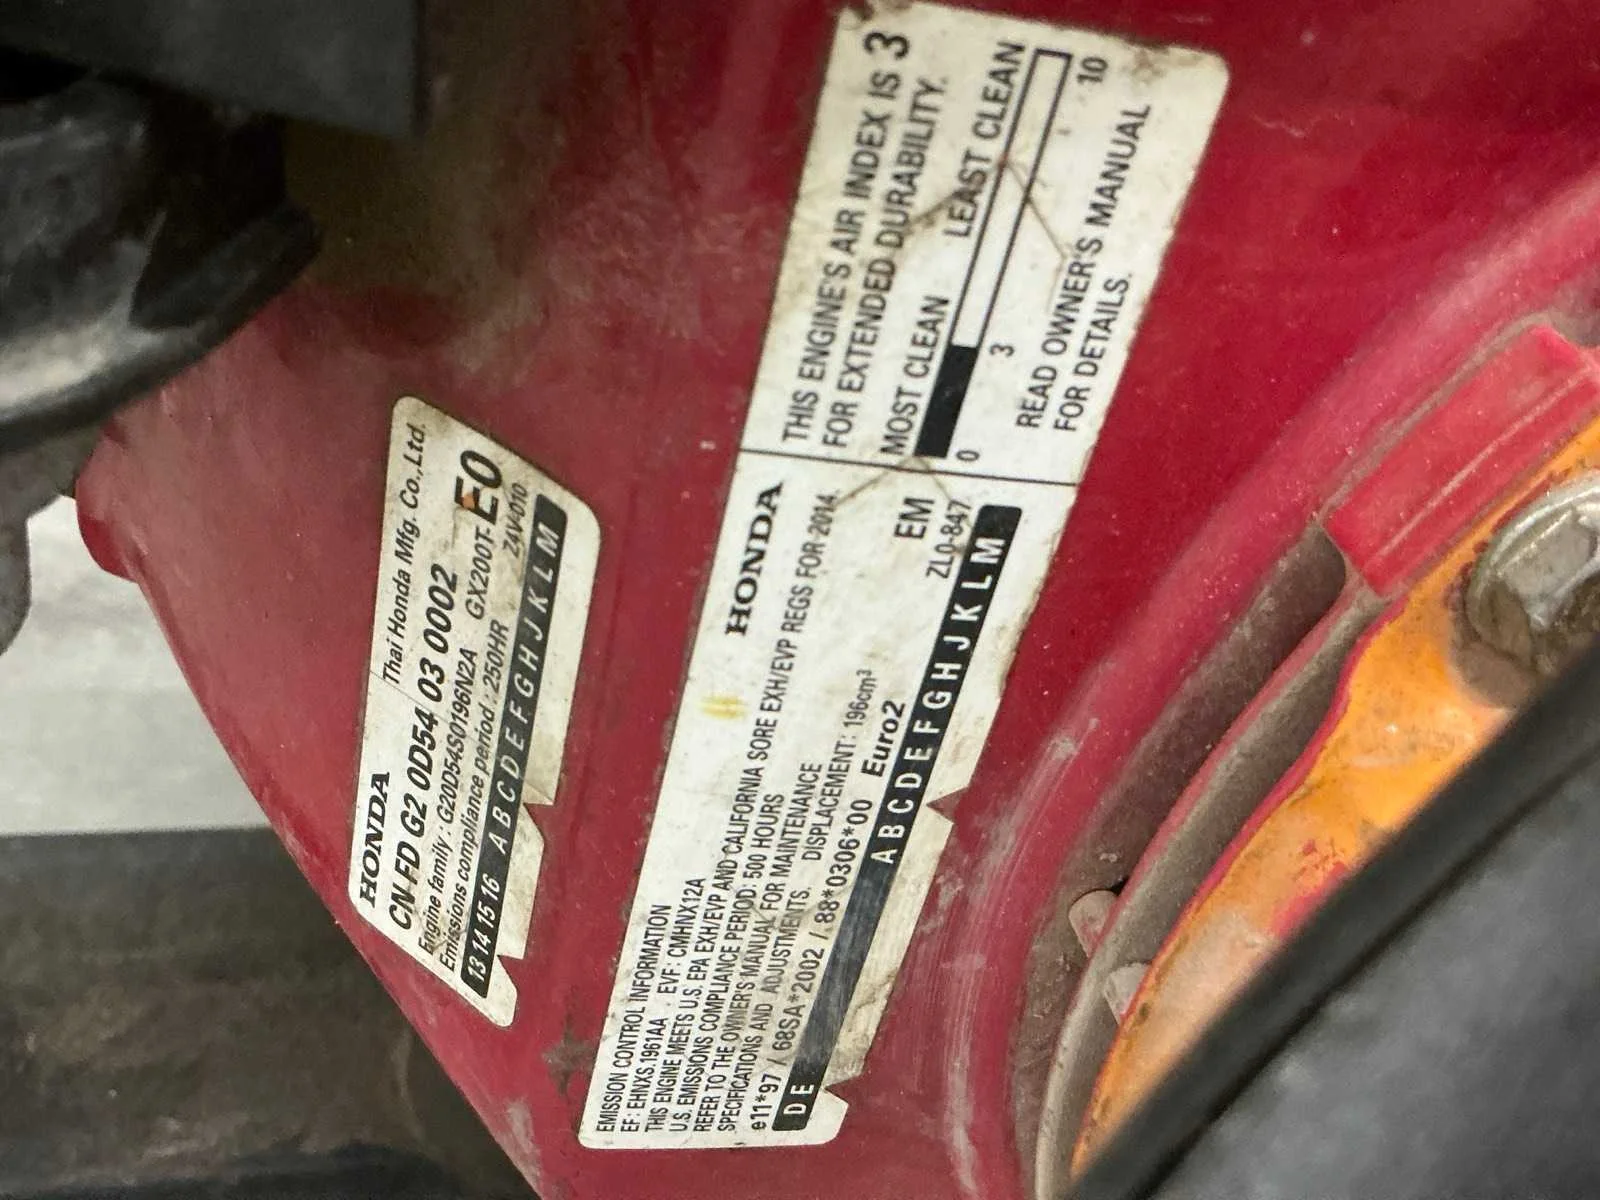 HONDA Thai Honda Mfg. Co.,Ltd.
CN-FD G2 0D54 03 0002
Engine family : G20D54S0196N2A GX200T-E0
Emissions compliance period : 250HR Z4V-010
13 14 15 16 A B C D E F G H J K L M
HONDA
EMISSION CONTROL INFORMATION
EF : EHNXS.1961AA EVF : CMHNX12A
THIS ENGINE MEETS U.S. EPA EXH/EVP AND CALIFORNIA SORE EXH/EVP REGS FOR 2014.
U.S. EMISSIONS COMPLIANCE PERIOD: 500 HOURS
REFER TO THE OWNER'S MANUAL FOR MAINTENANCE
SPECIFICATIONS AND ADJUSTMENTS. DISPLACEMENT: 196cm³
EM
e11*97 / 68SA*2002 / 88*0306*00 Euro2
ZL0-847
D E A B C D E F G H J K L M
THIS ENGINE'S AIR INDEX IS 3
FOR EXTENDED DURABILITY.
MOST CLEAN LEAST CLEAN
0 3 10
READ OWNER'S MANUAL
FOR DETAILS.